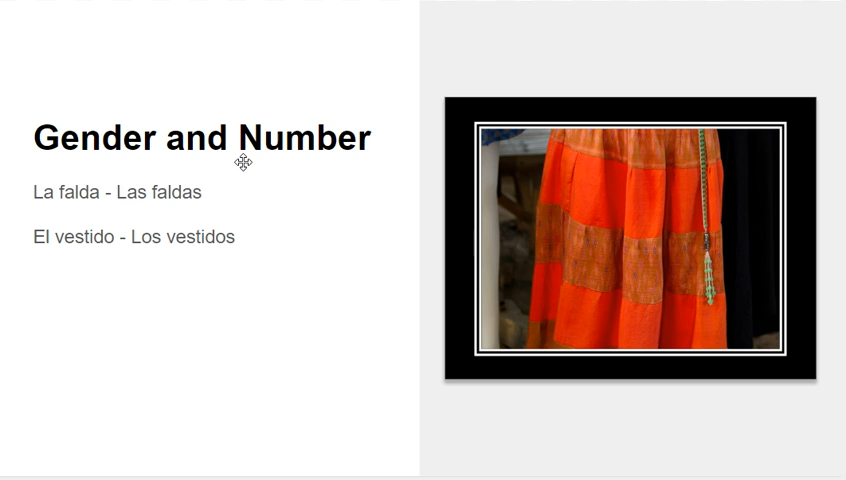 Gender and Number
La falda - Las faldas
El vestido - Los vestidos